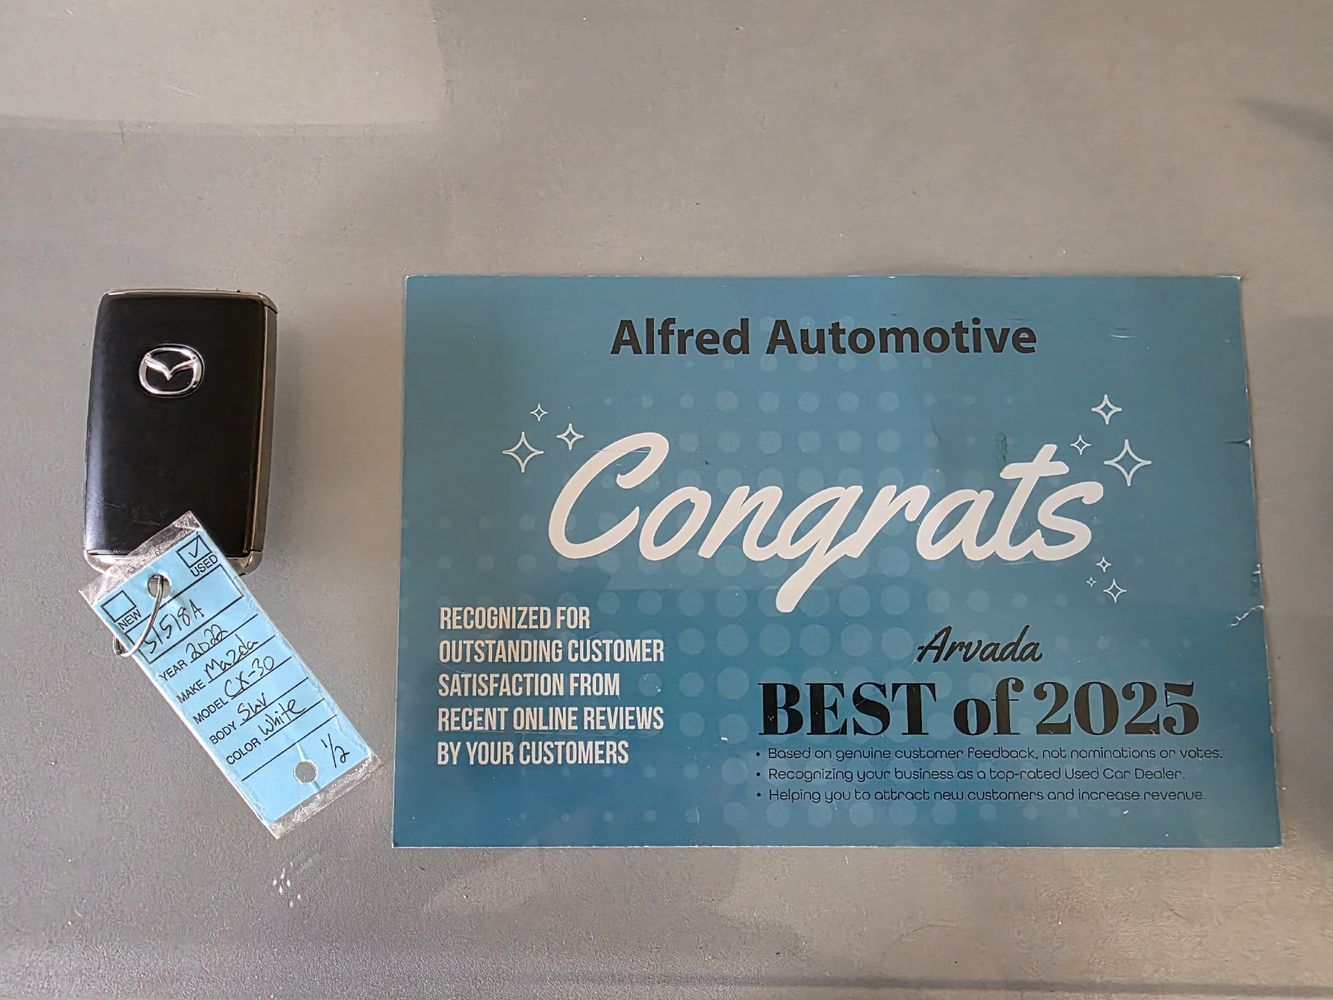 USED
NEW
51518A
YEAR 2022
MAKE Mazda
MODEL CX-30
BODY
COLOR White
1/2
Alfred Automotive
Congrats
RECOGNIZED FOR
OUTSTANDING CUSTOMER
SATISFACTION FROM
RECENT ONLINE REVIEWS
BY YOUR CUSTOMERS
Arvada
BEST of 2025
• Based on genuine customer feedback, not nominations or votes.
• Recognizing your business as a top-rated Used Car Dealer.
• Helping you to attract new customers and increase revenue.